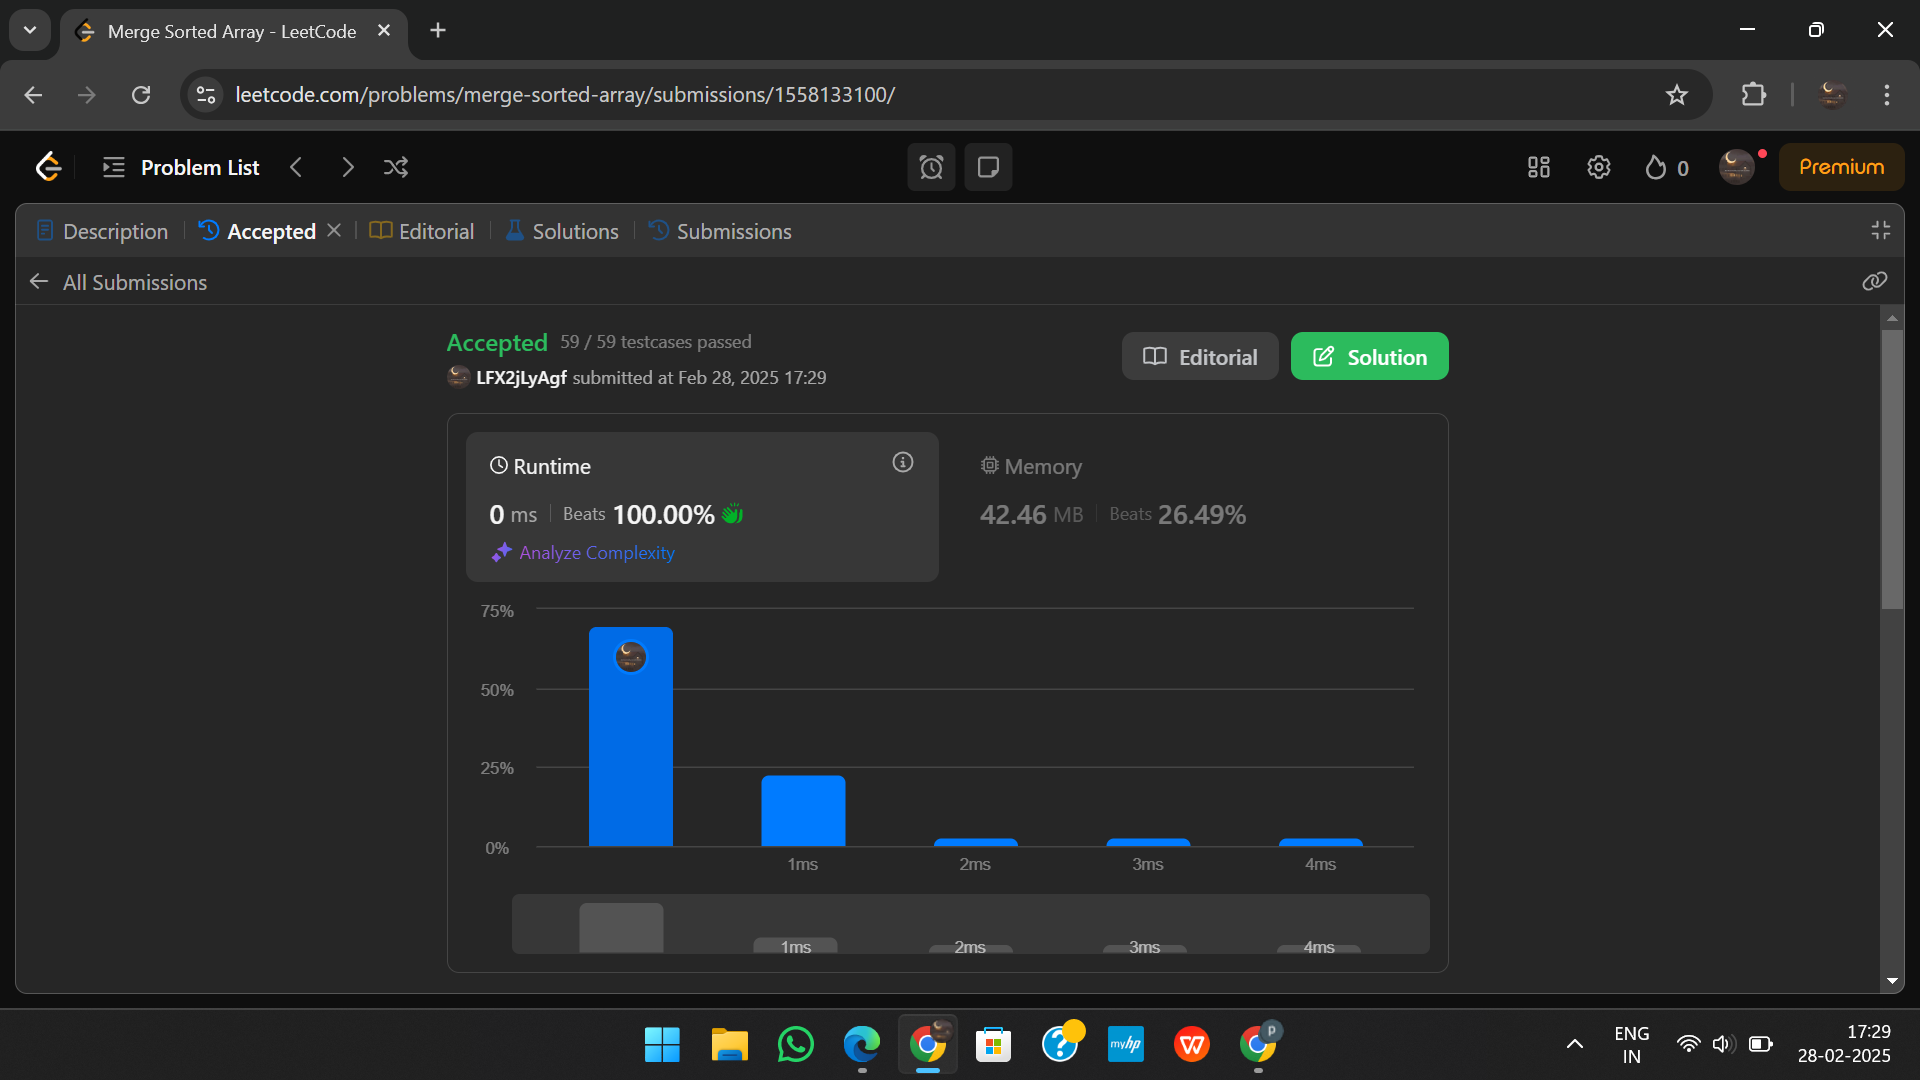 Merge Sorted Array - LeetCode
leetcode.com/problems/merge-sorted-array/submissions/1558133100/
Problem List
0
Premium
Description
Accepted
Editorial
Solutions
Submissions
All Submissions
Accepted 59 / 59 testcases passed
LFX2jLyAgf submitted at Feb 28, 2025 17:29
Editorial
Solution
Runtime
0 ms Beats 100.00%
Analyze Complexity
Memory
42.46 MB Beats 26.49%
75%
50%
25%
0%
1ms 2ms 3ms 4ms
1ms 2ms 3ms 4ms
?
myhp
W
P
ENG
IN
17:29
28-02-2025